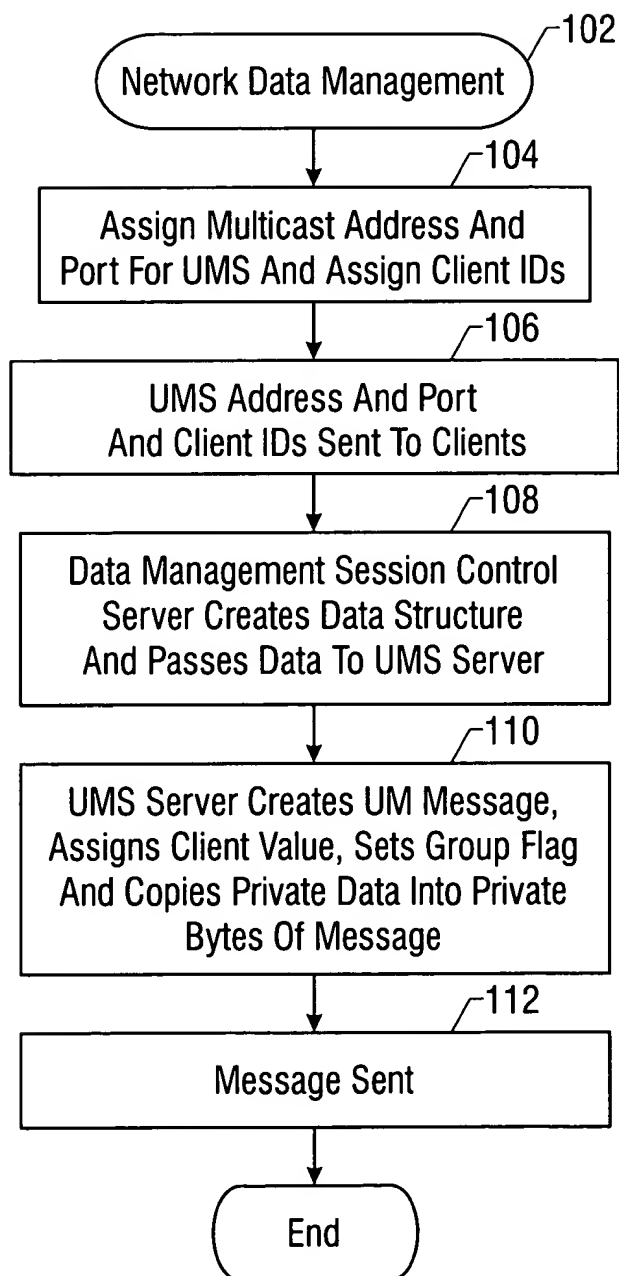 102
Network Data Management
104
Assign Multicast Address And
Port For UMS And Assign Client IDs
106
UMS Address And Port
And Client IDs Sent To Clients
108
Data Management Session Control
Server Creates Data Structure
And Passes Data To UMS Server
110
UMS Server Creates UM Message,
Assigns Client Value, Sets Group Flag
And Copies Private Data Into Private
Bytes Of Message
112
Message Sent
End